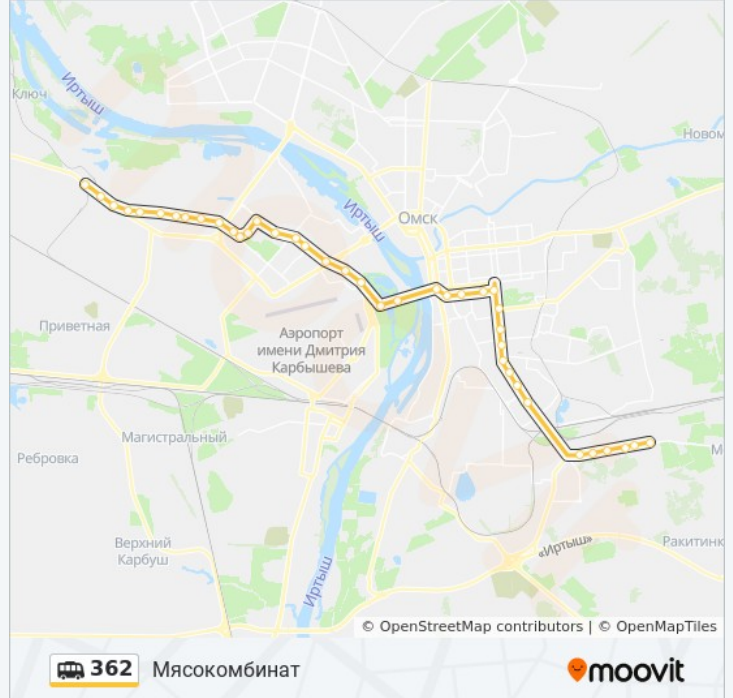 Иртыш
Ключ
Новом
Иртыш
Омск
Приветная
Аэропорт
имени Дмитрия
Карбышева
Магистральный
Ребровка
М
Верхний
Карбуш
«Иртыш»
Ракитинк
Иртыш
© OpenStreetMap contributors | © OpenMapTiles
362 Мясокомбинат
moovit